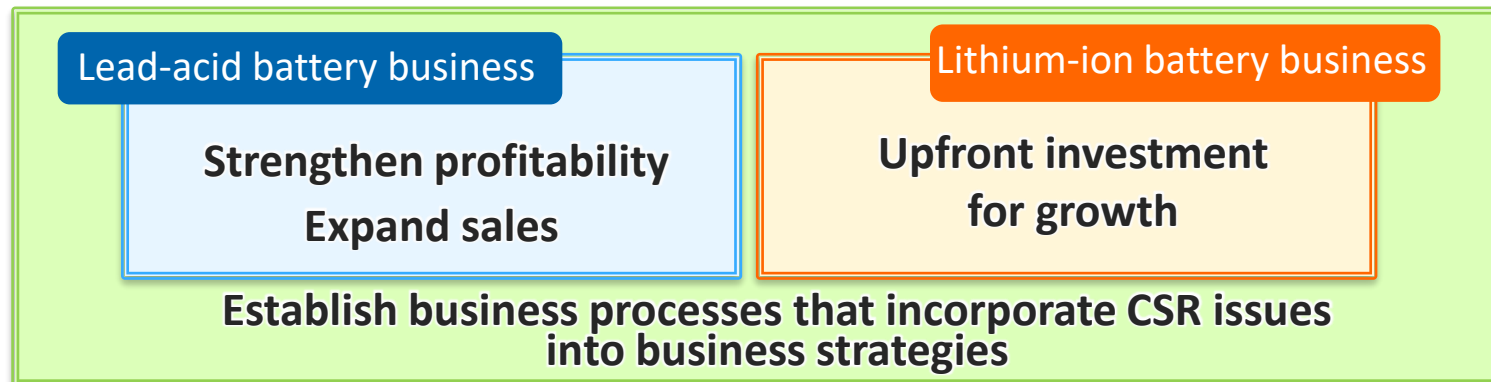 Lead-acid battery business
Strengthen profitability
Expand sales
Lithium-ion battery business
Upfront investment
for growth
Establish business processes that incorporate CSR issues
into business strategies